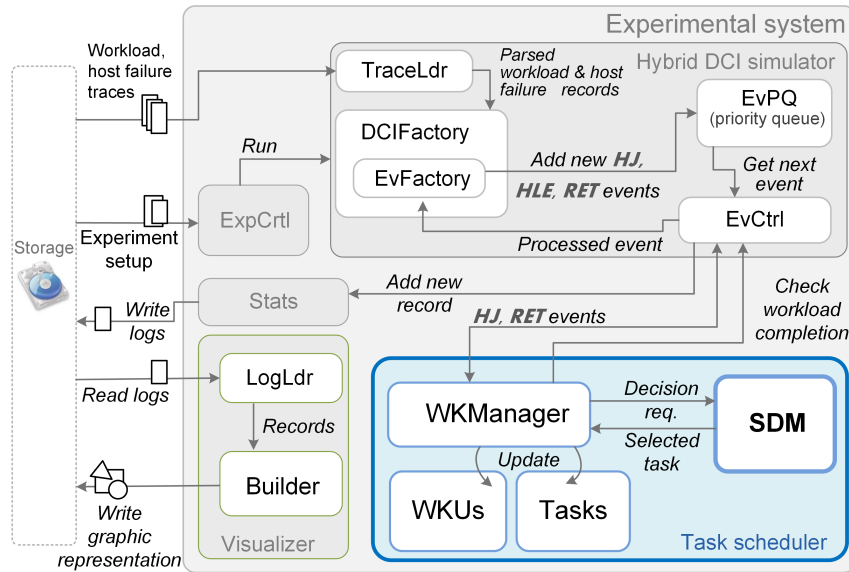 Experimental system
Workload,
host failure
traces
Hybrid DCI simulator
TraceLdr
Parsed
workload & host
failure records
EvPQ
(priority queue)
DCIFactory
EvFactory
Run
Add new HJ,
HLE, RET events
Get next
event
ExpCrtl
EvCtrl
Experiment
setup
Processed event
Storage
Stats
Add new
record
Check
workload
completion
Write
logs
HJ, RET events
LogLdr
Read logs
Records
WKManager
Decision
req.
SDM
Selected
task
Builder
Update
WKUs
Tasks
Write
graphic
representation
Visualizer
Task scheduler